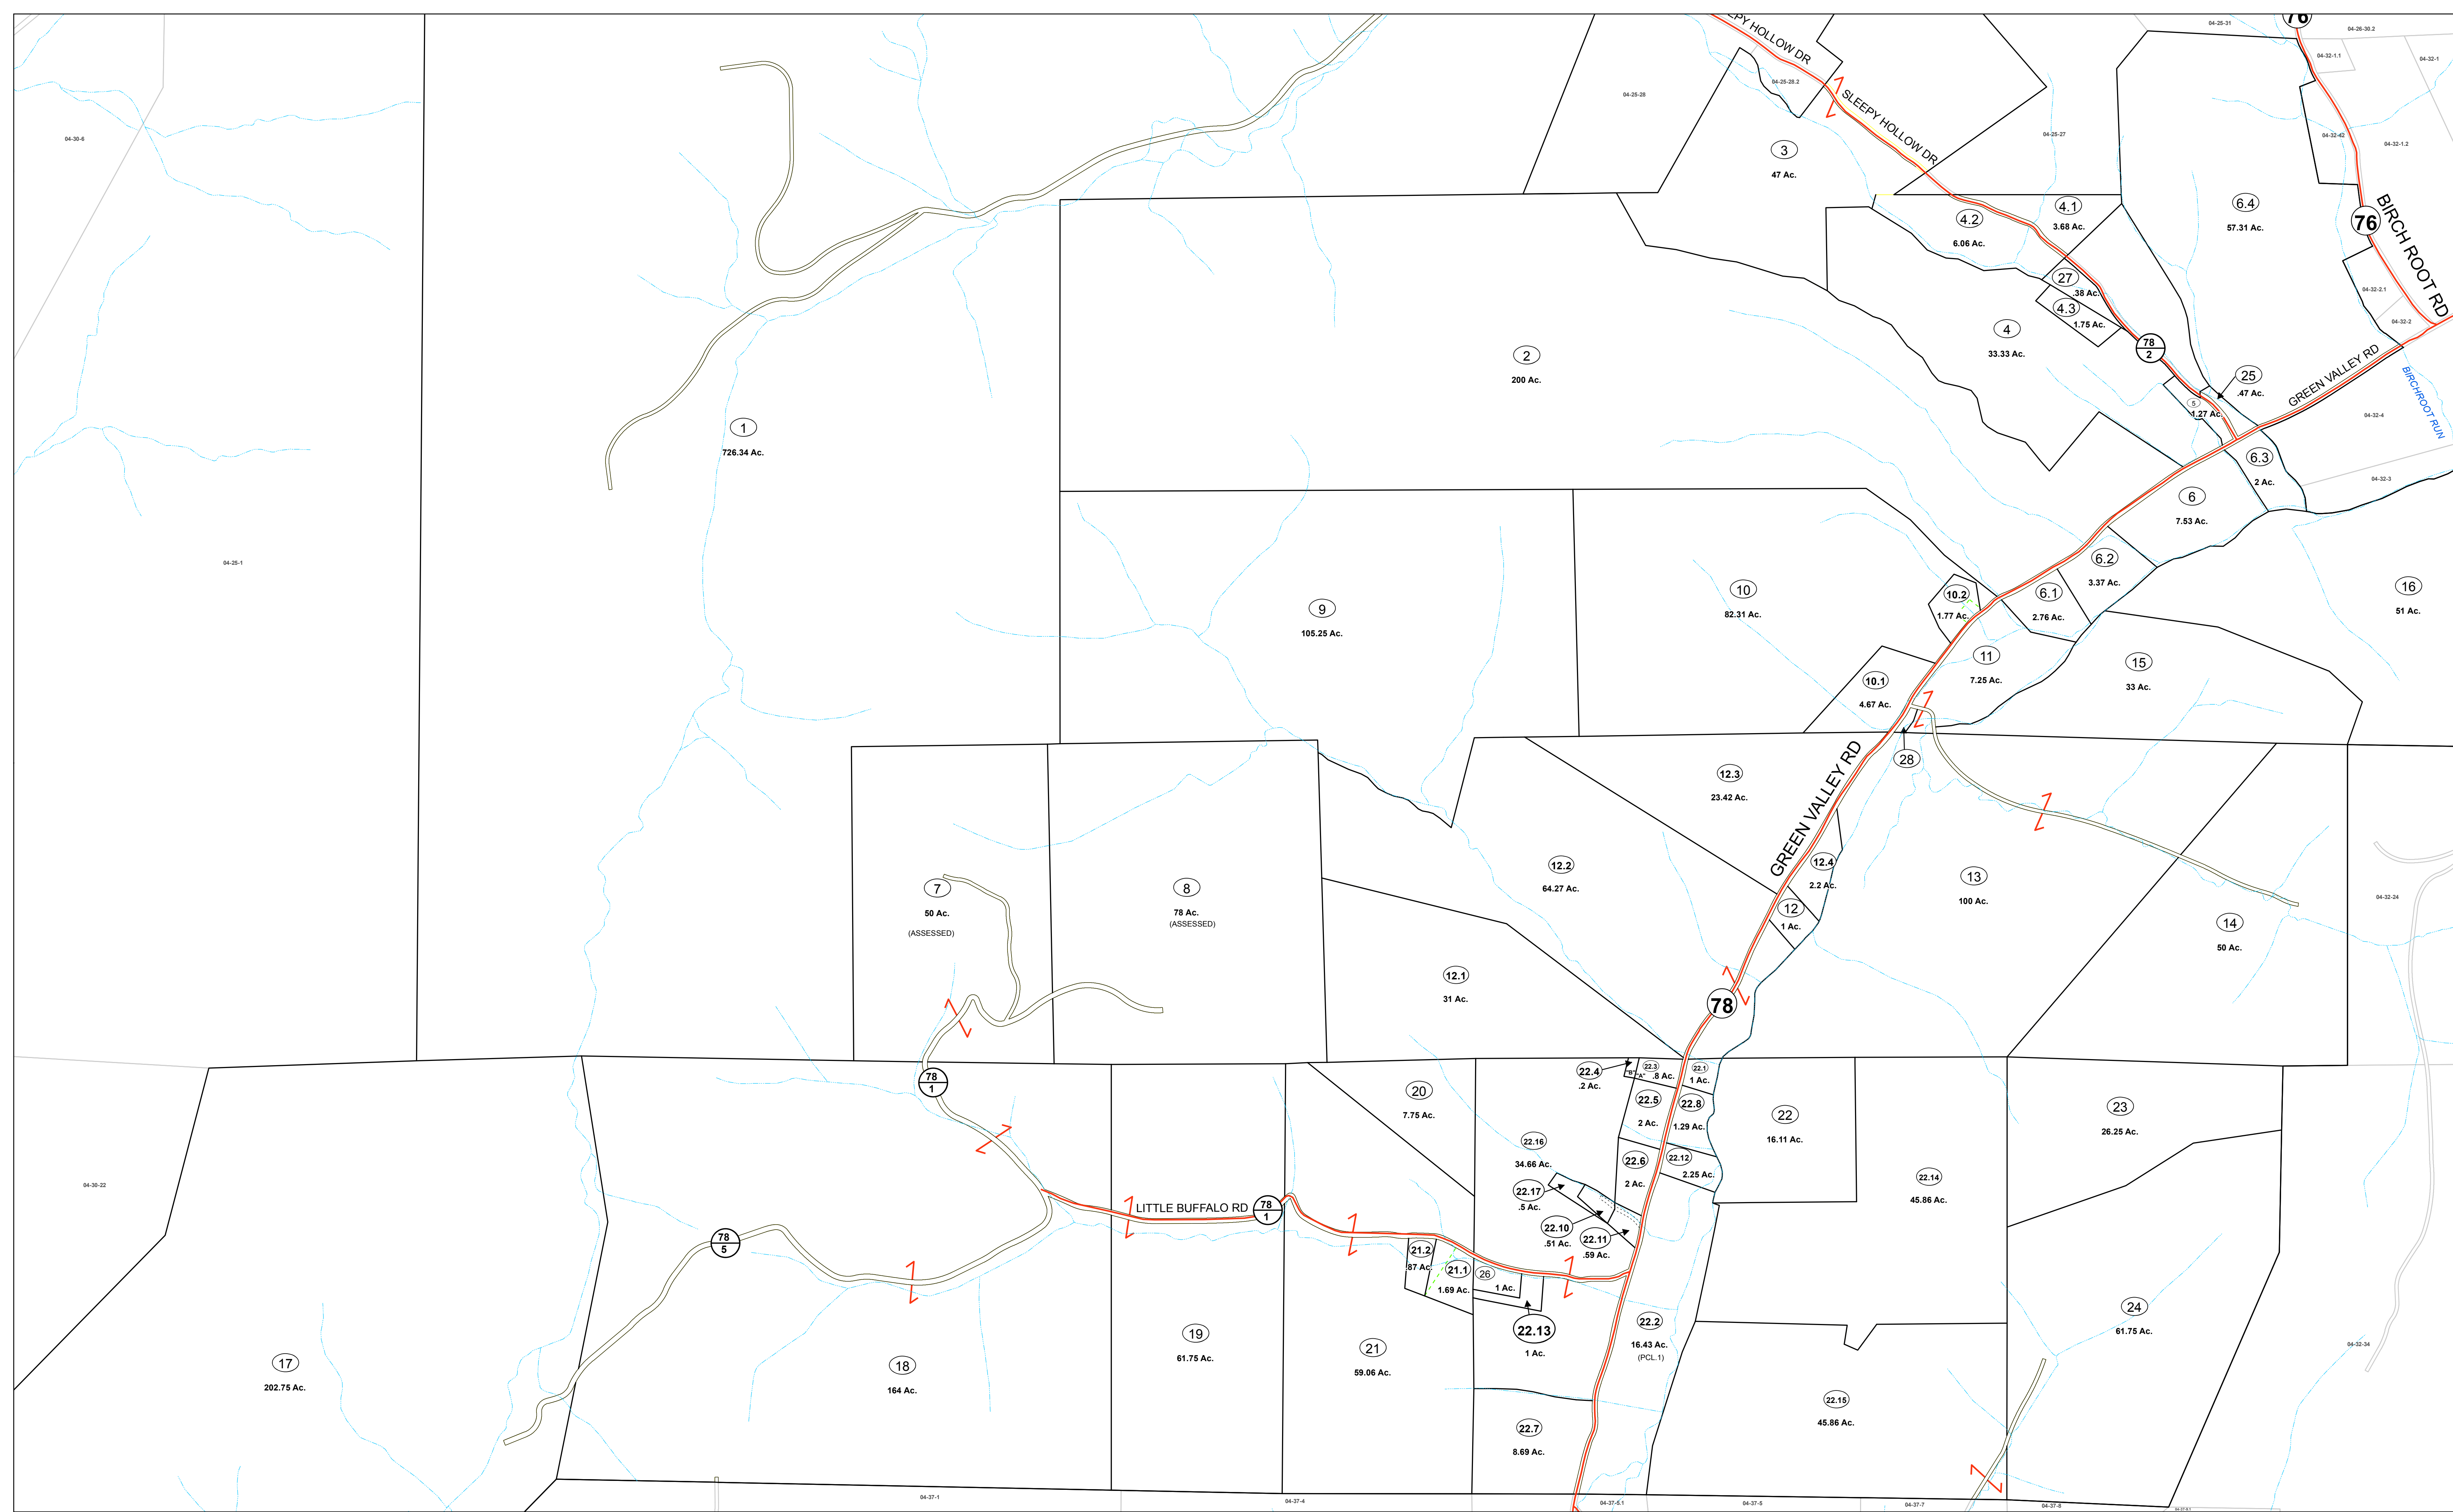 76
04-25-31
04-26-30.2
EPY HOLLOW DR
04-32-1.1
04-32-1
04-25-28.2
04-25-28
SLEEPY HOLLOW DR
04-25-27
04-30-6
04-32-42
04-32-1.2
3
47 Ac.
4.2
6.06 Ac.
4.1
3.68 Ac.
6.4
57.31 Ac.
76
BIRCH ROOT RD
27
.38 Ac.
4.3
1.75 Ac.
04-32-2.1
04-32-2
4
33.33 Ac.
78
2
2
200 Ac.
25
.47 Ac.
GREEN VALLEY RD
5
1.27 Ac.
BIRCHROOT RUN
04-32-4
1
726.34 Ac.
6.3
2 Ac.
04-32-3
6
7.53 Ac.
04-25-1
6.2
3.37 Ac.
16
51 Ac.
10
82.31 Ac.
10.2
1.77 Ac.
6.1
2.76 Ac.
9
105.25 Ac.
11
7.25 Ac.
15
33 Ac.
10.1
4.67 Ac.
28
GREEN VALLEY RD
12.3
23.42 Ac.
12.2
64.27 Ac.
12.4
2.2 Ac.
13
100 Ac.
7
50 Ac.
(ASSESSED)
8
78 Ac.
(ASSESSED)
04-32-24
12
1 Ac.
14
50 Ac.
12.1
31 Ac.
78
78
1
22.4
.2 Ac.
"B"
"A"
22.3
.8 Ac.
22.1
1 Ac.
20
7.75 Ac.
22.5
2 Ac.
22.8
1.29 Ac.
22
16.11 Ac.
23
26.25 Ac.
22.16
34.66 Ac.
22.6
2 Ac.
22.12
2.25 Ac.
22.14
45.86 Ac.
04-30-22
22.17
.5 Ac.
LITTLE BUFFALO RD
78
1
22.10
.51 Ac.
22.11
.59 Ac.
78
5
21.2
.87 Ac.
21.1
1.69 Ac.
26
1 Ac.
22.13
1 Ac.
22.2
16.43 Ac.
(PCL.1)
24
61.75 Ac.
19
61.75 Ac.
21
59.06 Ac.
04-32-34
17
202.75 Ac.
18
164 Ac.
22.15
45.86 Ac.
22.7
8.69 Ac.
04-37-1
04-37-4
04-37-5.1
04-37-5
04-37-7
04-37-8